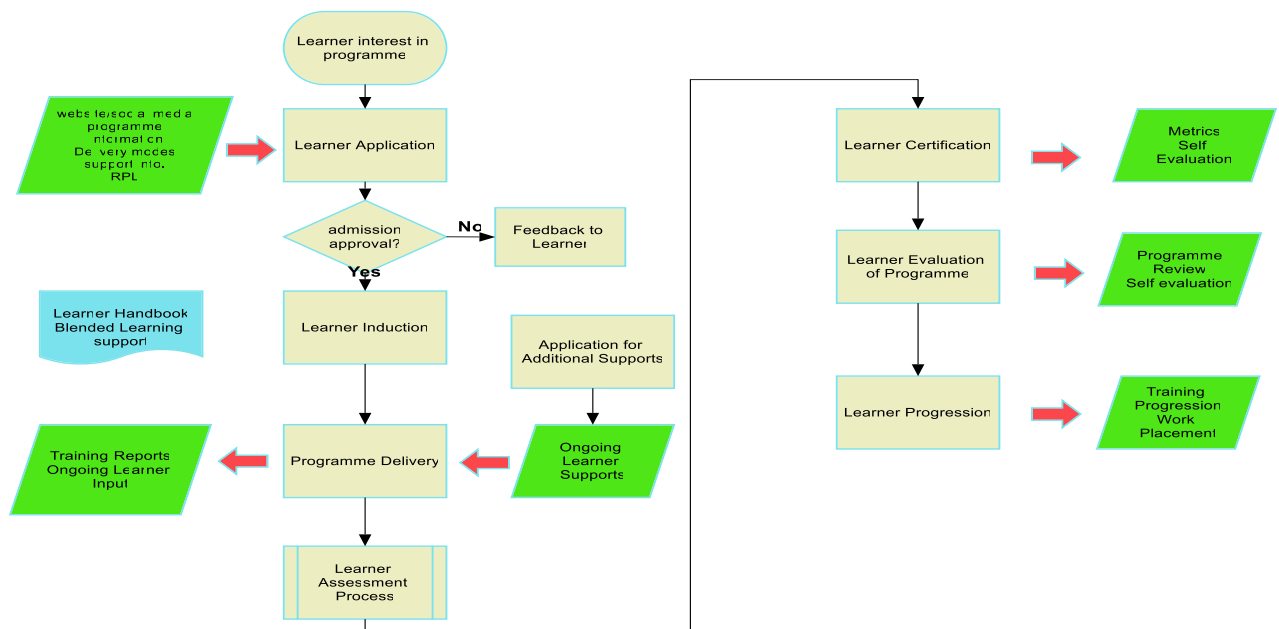 Learner interest in
programme
website/social media
programme
information
Delivery modes
support info.
RPL
Learner Application
admission
approval?
No
Feedback to
Learner
Yes
Learner Handbook
Blended Learning
support
Learner Induction
Application for
Additional Supports
Training Reports
Ongoing Learner
Input
Programme Delivery
Ongoing
Learner
Supports
Learner
Assessment
Process
Learner Certification
Metrics
Self
Evaluation
Learner Evaluation
of Programme
Programme
Review
Self evaluation
Learner Progression
Training
Progression
Work
Placement